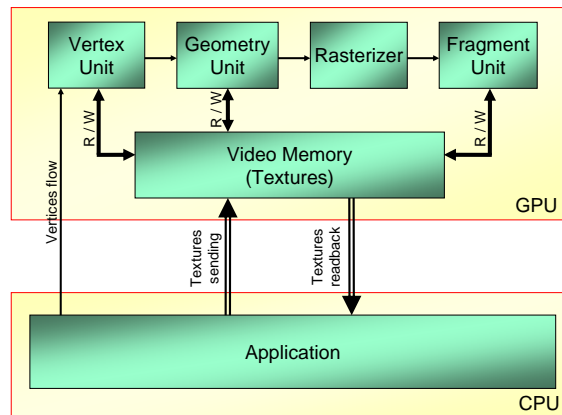 Vertex
Unit
Geometry
Unit
Rasterizer
Fragment
Unit
R / W
R / W
R / W
Video Memory
(Textures)
GPU
Vertices flow
Textures
sending
Textures
readback
Application
CPU